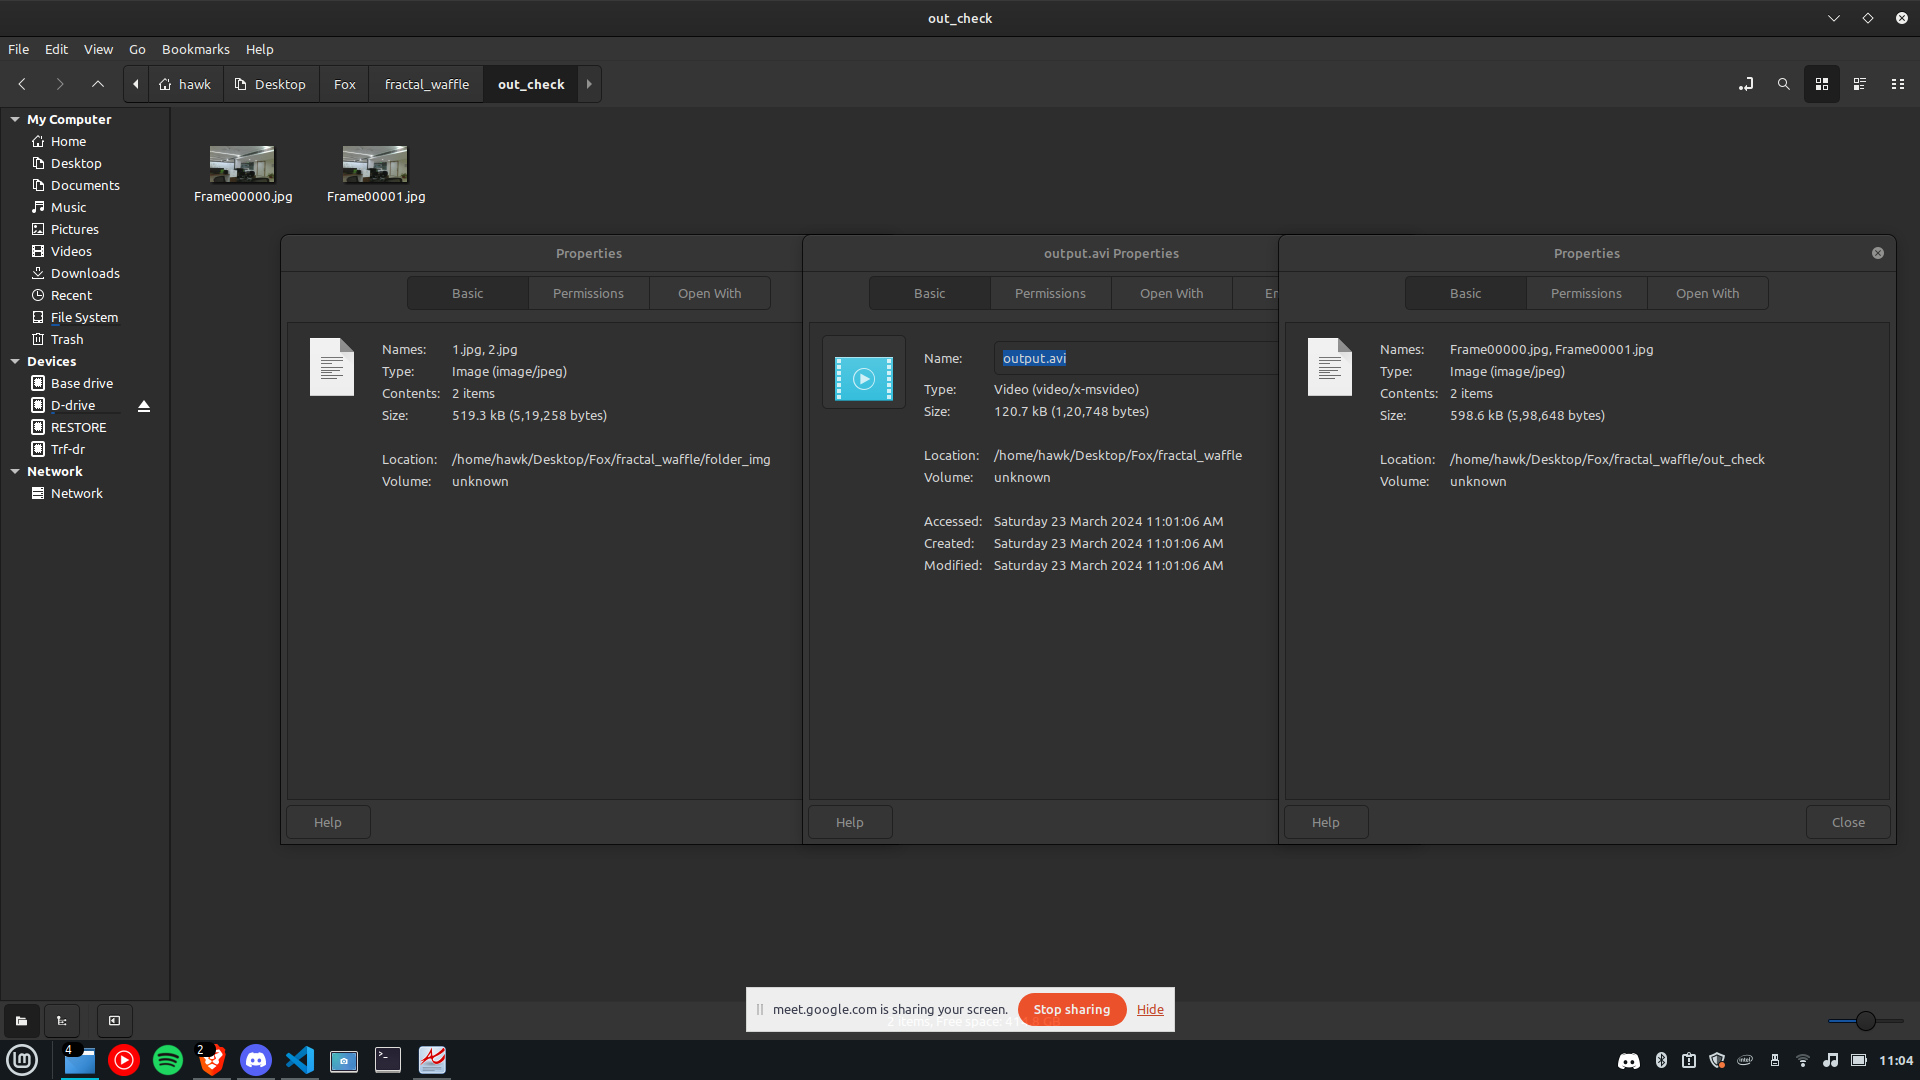 out_check
File Edit View Go Bookmarks Help
hawk Desktop Fox fractal_waffle out_check
My Computer
Home
Desktop
Documents
Music
Pictures
Videos
Downloads
Recent
File System
Trash
Devices
Base drive
D-drive
RESTORE
Trf-dr
Network
Network
Frame00000.jpg Frame00001.jpg
Properties
Basic Permissions Open With
Names: 1.jpg, 2.jpg
Type: Image (image/jpeg)
Contents: 2 items
Size: 519.3 kB (5,19,258 bytes)
Location: /home/hawk/Desktop/Fox/fractal_waffle/folder_img
Volume: unknown
Help
output.avi Properties
Basic Permissions Open With
Name: output.avi
Type: Video (video/x-msvideo)
Size: 120.7 kB (1,20,748 bytes)
Location: /home/hawk/Desktop/Fox/fractal_waffle
Volume: unknown
Accessed: Saturday 23 March 2024 11:01:06 AM
Created: Saturday 23 March 2024 11:01:06 AM
Modified: Saturday 23 March 2024 11:01:06 AM
Help
Properties
Basic Permissions Open With
Names: Frame00000.jpg, Frame00001.jpg
Type: Image (image/jpeg)
Contents: 2 items
Size: 598.6 kB (5,98,648 bytes)
Location: /home/hawk/Desktop/Fox/fractal_waffle/out_check
Volume: unknown
Help Close
meet.google.com is sharing your screen. Stop sharing Hide
2 items, Free space:
4 2 11:04